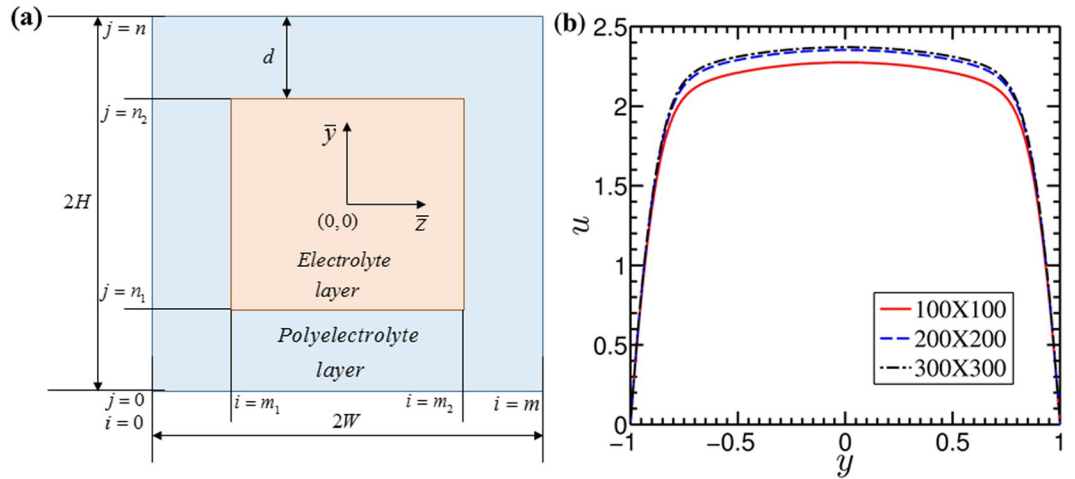 (a)
j = n
d
j = n₂
y̅
2H
(0, 0)
z̅
Electrolyte
layer
j = n₁
Polyelectrolyte
layer
j = 0
i = 0
i = m₁
i = m₂
i = m
2W
(b)
2.5
2
1.5
1
0.5
0
u
100X100
200X200
300X300
−1
−0.5
0
0.5
1
y